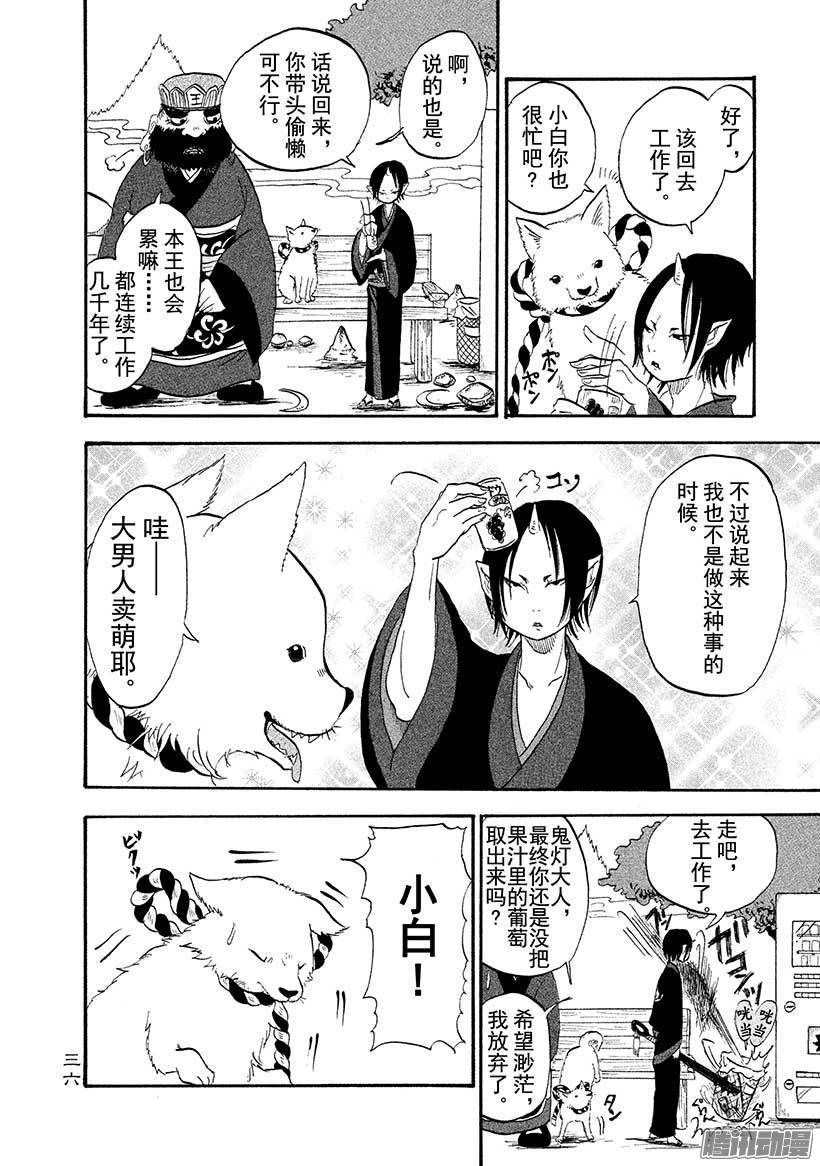 好了，
该回去
工作了。
小白你也
很忙吧？
ポン
ポン
啊，
说的也是。
话说回来，
你带头偷懒
可不行。
王
本王也会
累嘛……
都连续工作
几千年了。
不过说起来
我也不是做这种事的
时候。
コソ
哇——
大男人卖萌耶。
走吧，
去工作了。
ガコン
咣当
咣当
鬼灯大人，
最终你还是没把
果汁里的葡萄
取出来吗？
希望渺茫
我放弃了。
小白！
ビクッ
三六
腾讯动漫